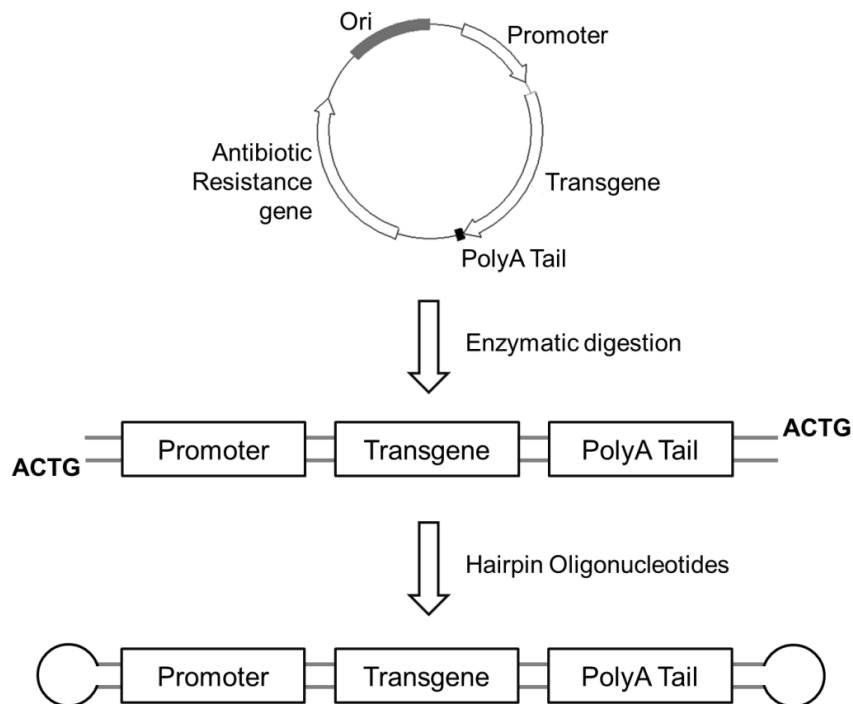 Ori
Promoter
Antibiotic
Resistance
gene
Transgene
PolyA Tail
Enzymatic digestion
ACTG
Promoter
Transgene
PolyA Tail
ACTG
Hairpin Oligonucleotides
Promoter
Transgene
PolyA Tail